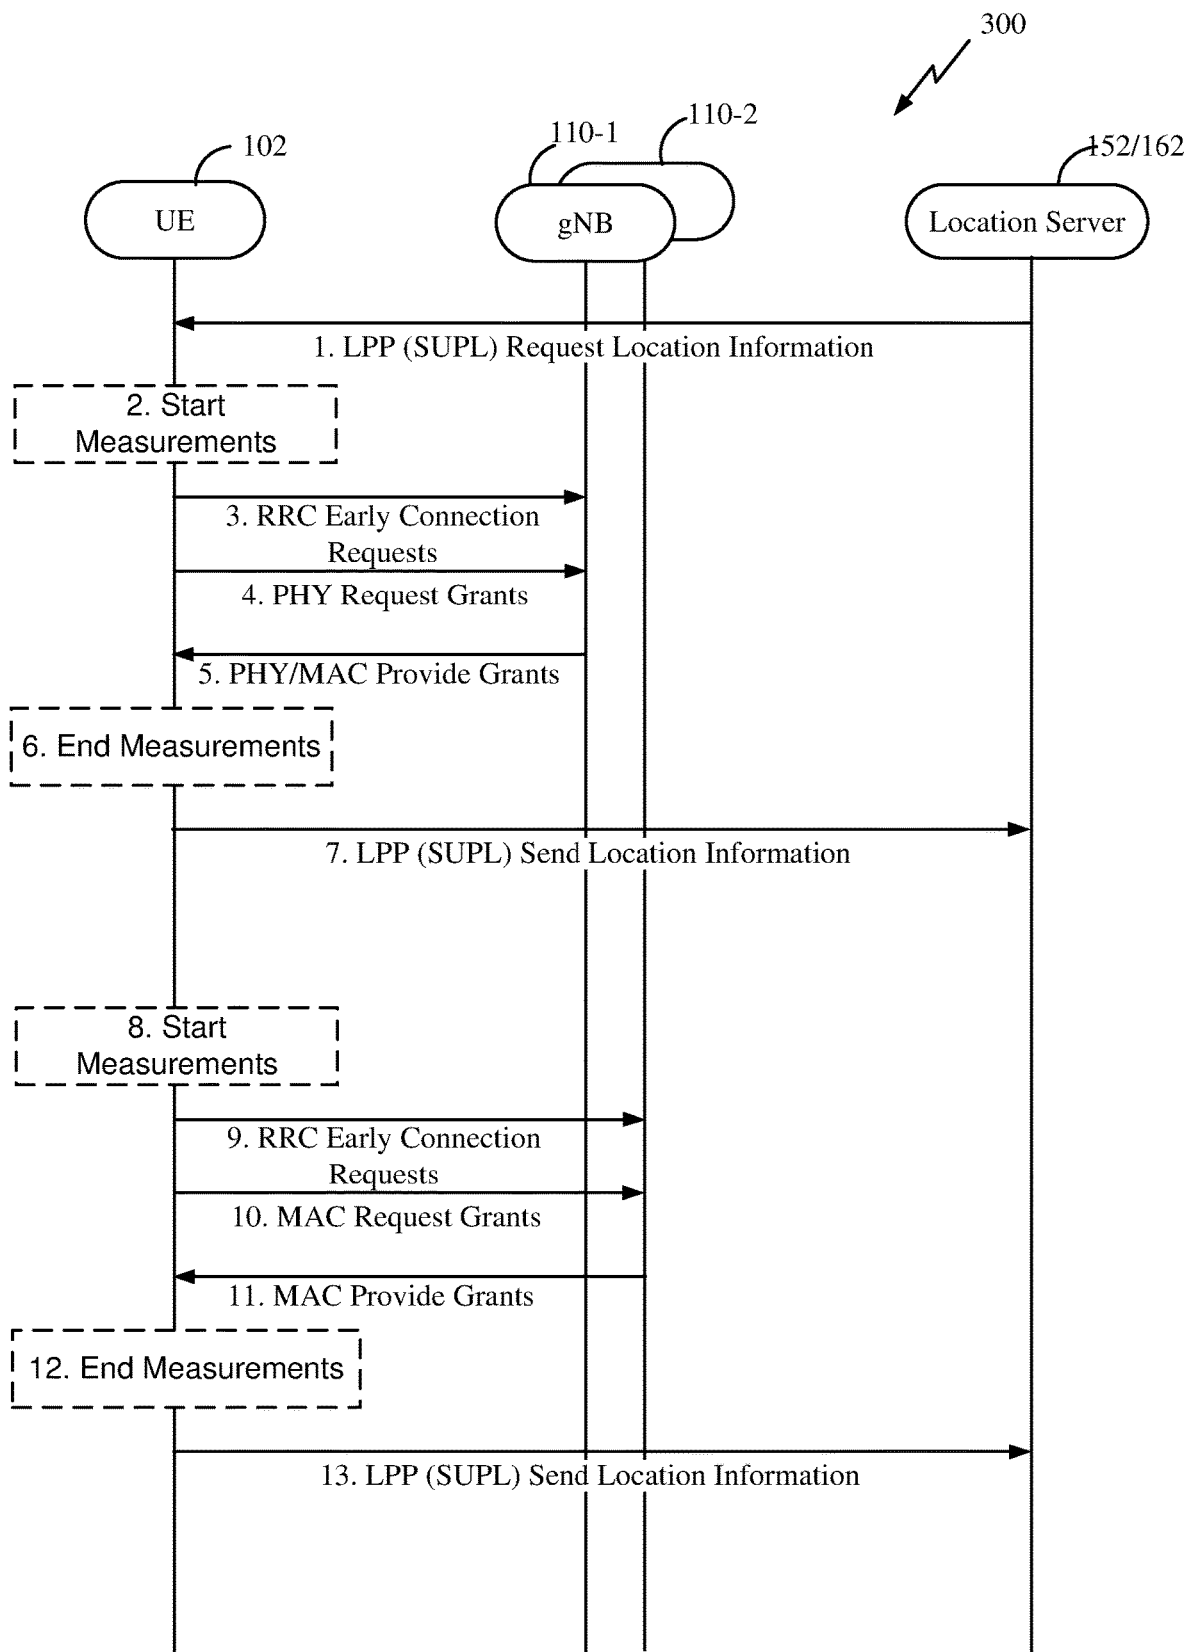 300
110-2
110-1
102
152/162
UE
gNB
Location Server
1. LPP (SUPL) Request Location Information
2. Start
Measurements
3. RRC Early Connection
Requests
4. PHY Request Grants
5. PHY/MAC Provide Grants
6. End Measurements
7. LPP (SUPL) Send Location Information
8. Start
Measurements
9. RRC Early Connection
Requests
10. MAC Request Grants
11. MAC Provide Grants
12. End Measurements
13. LPP (SUPL) Send Location Information